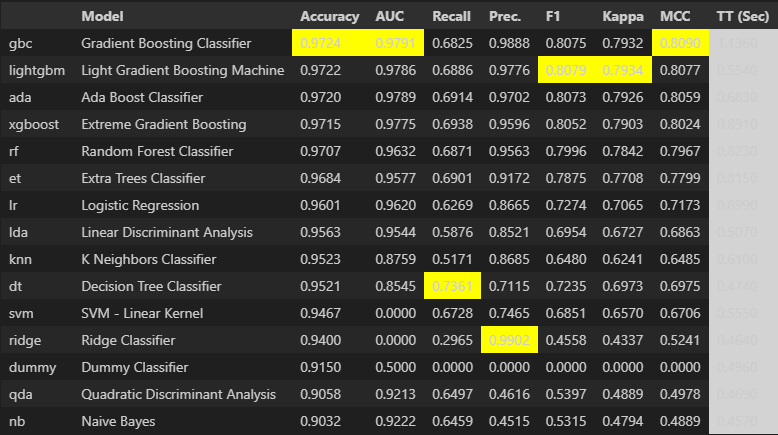 Model Accuracy AUC Recall Prec. F1 Kappa MCC TT (Sec)
gbc Gradient Boosting Classifier 0.9724 0.9791 0.6825 0.9888 0.8075 0.7932 0.8090 1.1360
lightgbm Light Gradient Boosting Machine 0.9722 0.9786 0.6886 0.9776 0.8079 0.7934 0.8077 0.5540
ada Ada Boost Classifier 0.9720 0.9789 0.6914 0.9702 0.8073 0.7926 0.8059 0.6830
xgboost Extreme Gradient Boosting 0.9715 0.9775 0.6938 0.9596 0.8052 0.7903 0.8024
rf Random Forest Classifier 0.9707 0.9632 0.6871 0.9563 0.7996 0.7842 0.7967 0.8230
et Extra Trees Classifier 0.9684 0.9577 0.6901 0.9172 0.7875 0.7708 0.7799 0.8150
lr Logistic Regression 0.9601 0.9620 0.6269 0.8665 0.7274 0.7065 0.7173
lda Linear Discriminant Analysis 0.9563 0.9544 0.5876 0.8521 0.6954 0.6727 0.6863 0.5070
knn K Neighbors Classifier 0.9523 0.8759 0.5171 0.8685 0.6480 0.6241 0.6485 0.6100
dt Decision Tree Classifier 0.9521 0.8545 0.7361 0.7115 0.7235 0.6973 0.6975 0.4740
svm SVM - Linear Kernel 0.9467 0.0000 0.6728 0.7465 0.6851 0.6570 0.6706 0.5550
ridge Ridge Classifier 0.9400 0.0000 0.2965 0.9902 0.4558 0.4337 0.5241 0.4640
dummy Dummy Classifier 0.9150 0.5000 0.0000 0.0000 0.0000 0.0000 0.0000 0.4960
qda Quadratic Discriminant Analysis 0.9058 0.9213 0.6497 0.4616 0.5397 0.4889 0.4978 0.4690
nb Naive Bayes 0.9032 0.9222 0.6459 0.4515 0.5315 0.4794 0.4889 0.4570